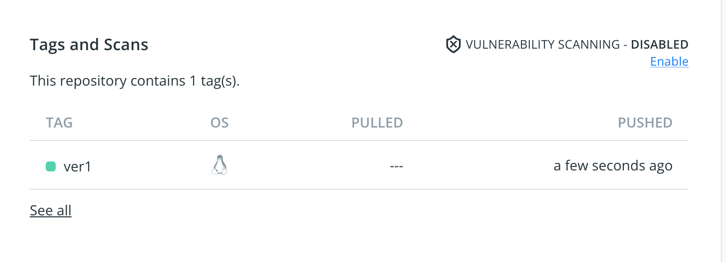 Tags and Scans
VULNERABILITY SCANNING - DISABLED
Enable
This repository contains 1 tag(s).
TAG OS PULLED PUSHED
ver1 --- a few seconds ago
See all